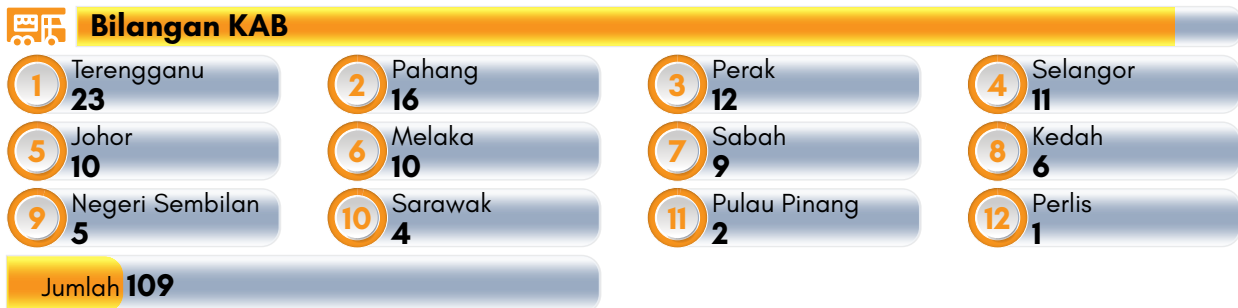 Bilangan KAB
1
Terengganu
23
2
Pahang
16
3
Perak
12
4
Selangor
11
5
Johor
10
6
Melaka
10
7
Sabah
9
8
Kedah
6
9
Negeri Sembilan
5
10
Sarawak
4
11
Pulau Pinang
2
12
Perlis
1
Jumlah 109